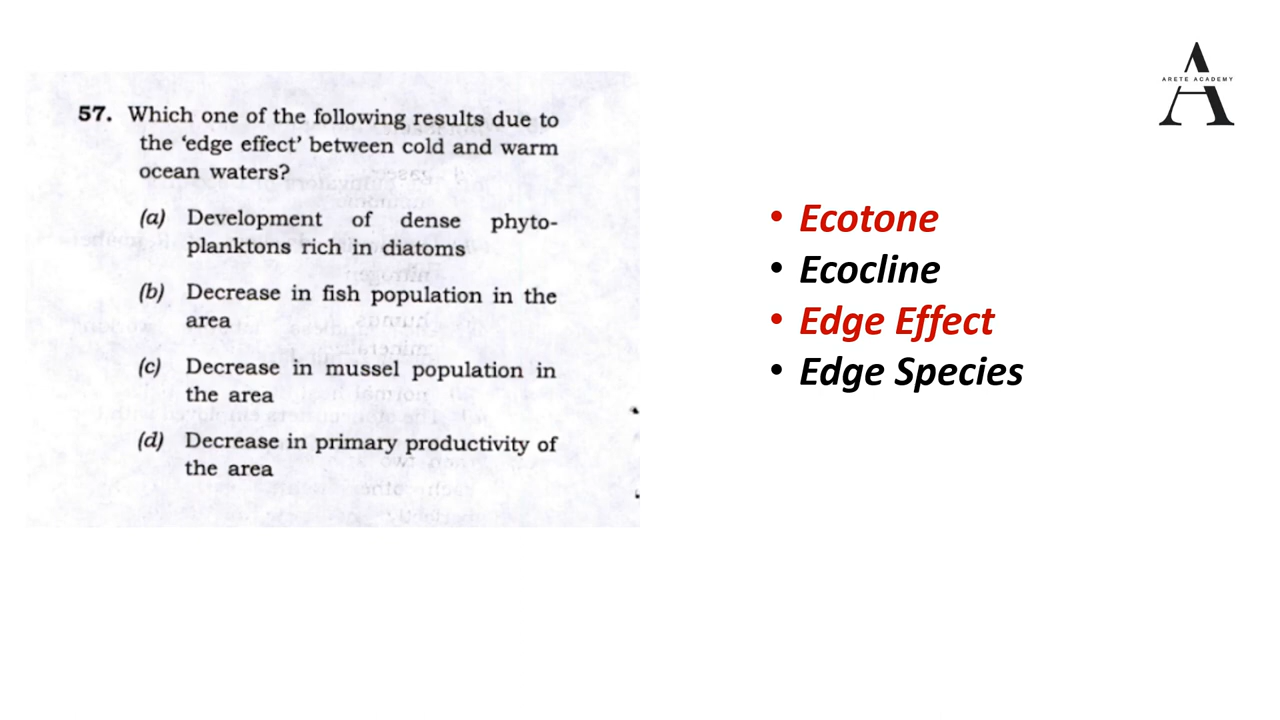 ARETE ACADEMY
57. Which one of the following results due to
the 'edge effect' between cold and warm
ocean waters?
(a) Development of dense phyto-
planktons rich in diatoms
(b) Decrease in fish population in the
area
(c) Decrease in mussel population in
the area
(d) Decrease in primary productivity of
the area
• Ecotone
• Ecocline
• Edge Effect
• Edge Species